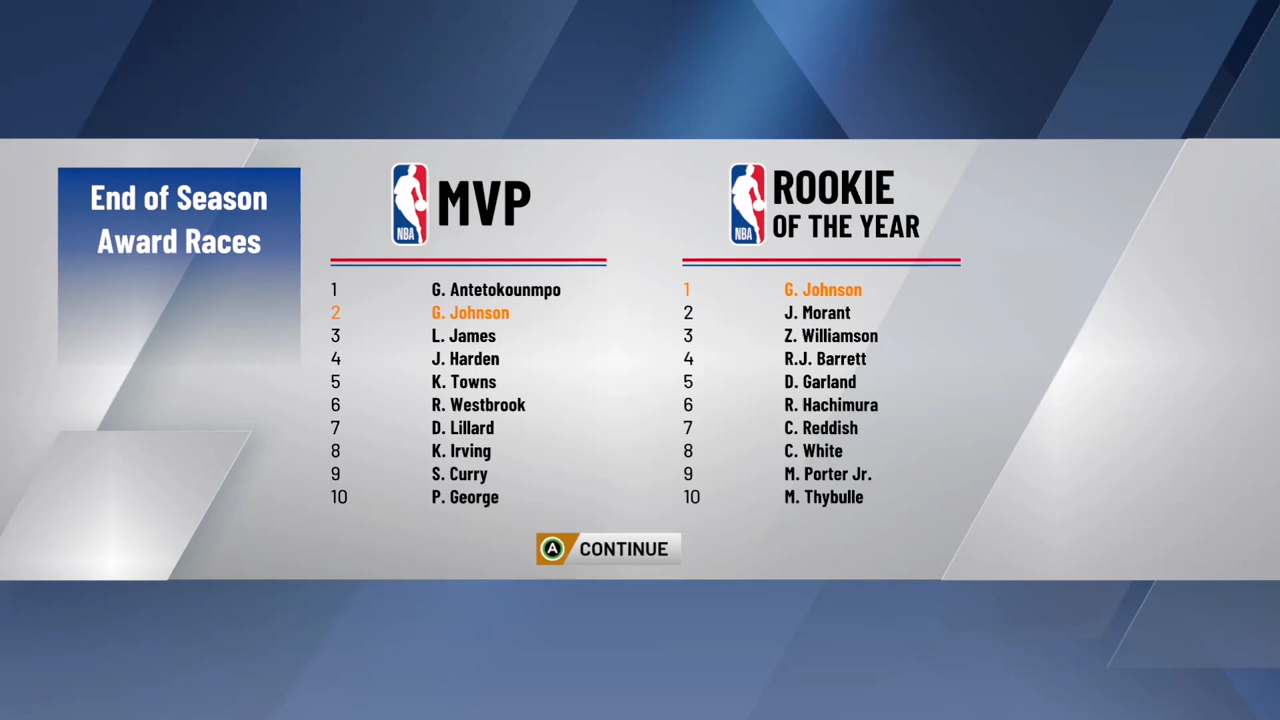 End of Season
Award Races
NBA
MVP
1 G. Antetokounmpo
2 G. Johnson
3 L. James
4 J. Harden
5 K. Towns
6 R. Westbrook
7 D. Lillard
8 K. Irving
9 S. Curry
10 P. George
NBA
ROOKIE
OF THE YEAR
1 G. Johnson
2 J. Morant
3 Z. Williamson
4 R.J. Barrett
5 D. Garland
6 R. Hachimura
7 C. Reddish
8 C. White
9 M. Porter Jr.
10 M. Thybulle
A CONTINUE